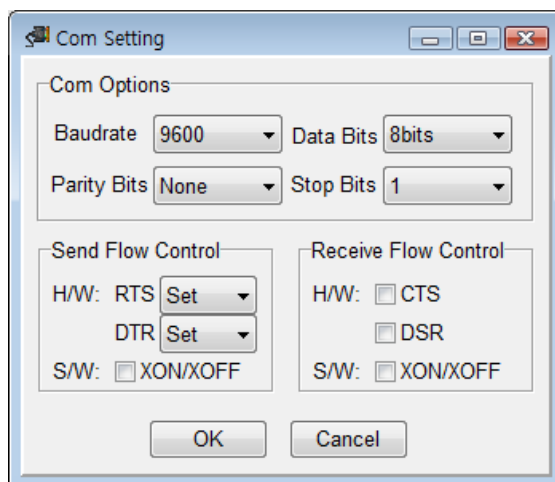 Com Setting
Com Options
Baudrate 9600 Data Bits 8bits
Parity Bits None Stop Bits 1
Send Flow Control Receive Flow Control
H/W: RTS Set H/W: CTS
DTR Set DSR
S/W: XON/XOFF S/W: XON/XOFF
OK Cancel